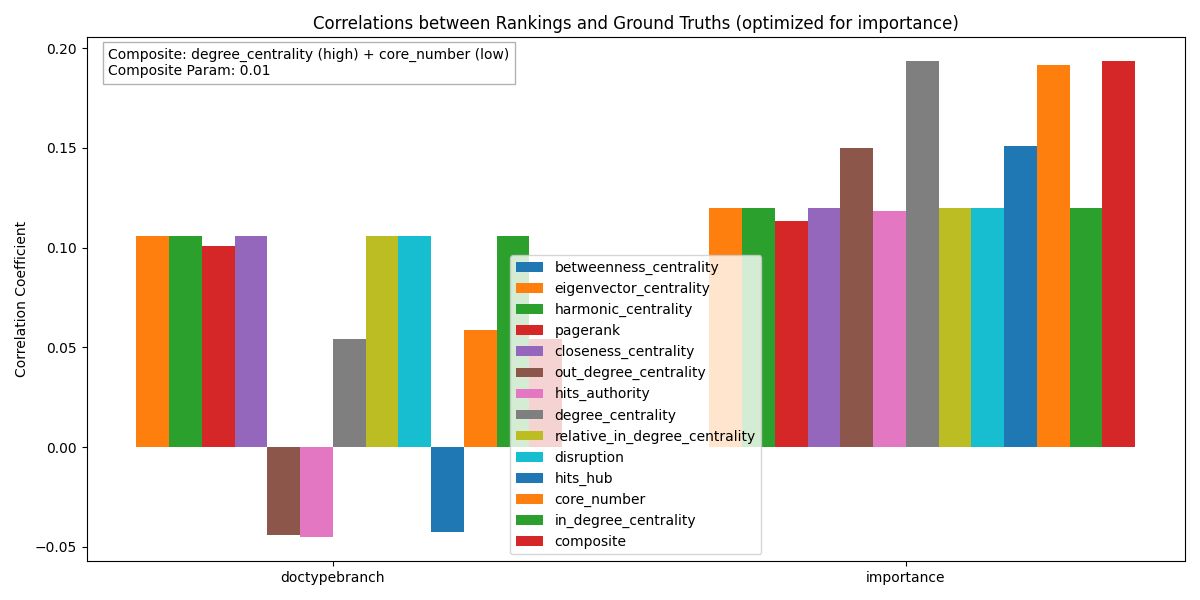 Correlations between Rankings and Ground Truths (optimized for importance)
Composite: degree_centrality (high) + core_number (low)
Composite Param: 0.01
Correlation Coefficient
0.20
0.15
0.10
0.05
0.00
−0.05
betweenness_centrality
eigenvector_centrality
harmonic_centrality
pagerank
closeness_centrality
out_degree_centrality
hits_authority
degree_centrality
relative_in_degree_centrality
disruption
hits_hub
core_number
in_degree_centrality
composite
doctypebranch
importance